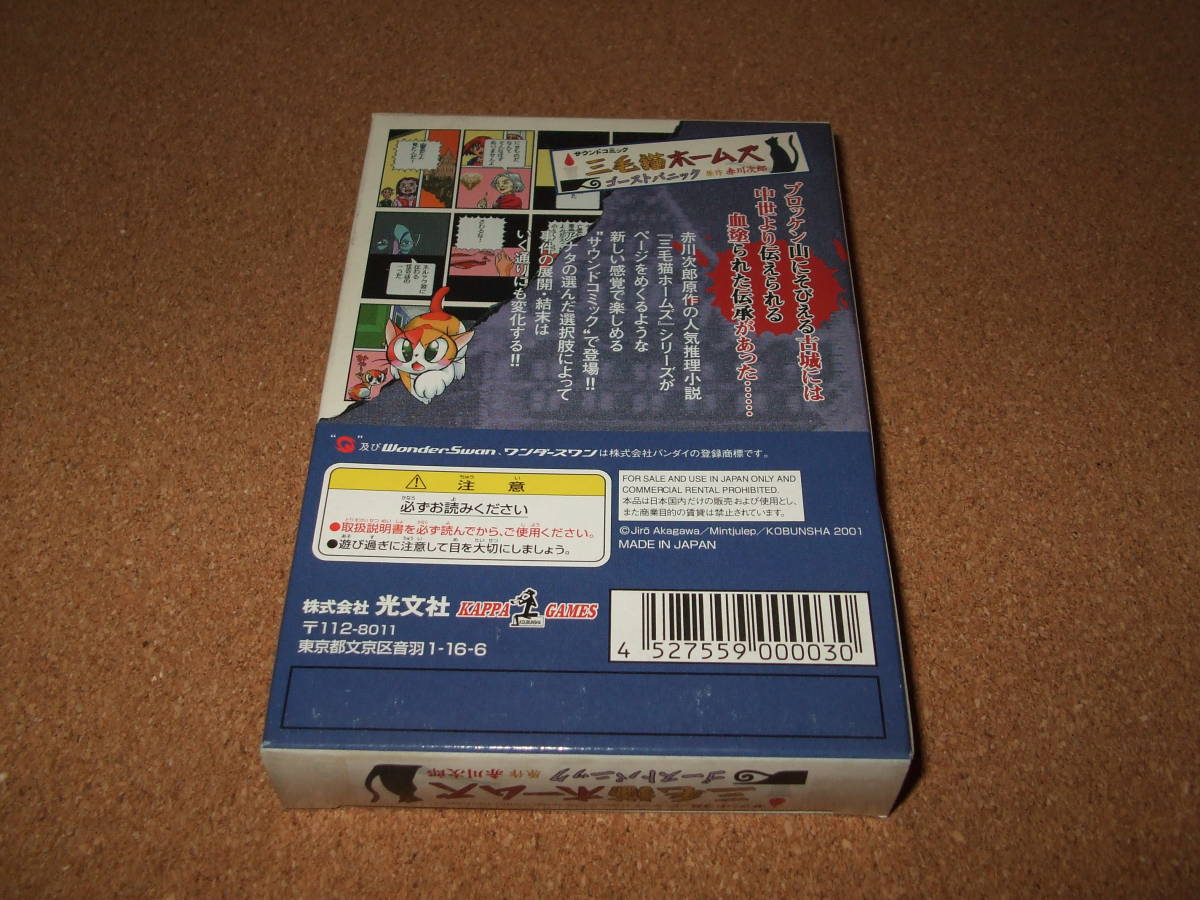 サウンドコミック
三毛猫ホームズ
ゴーストパニック 原作 赤川次郎
ブロッケン山にそびえる古城には
中世より伝えられる
血塗られた伝承があった……
赤川次郎原作の人気推理小説
『三毛猫ホームズ』シリーズが
ページをめくるような
新しい感覚で楽しめる
"サウンドコミック"で登場!!
アナタの選んだ選択肢によって
事件の展開・結末は
いく通りにも変化する!!
"G"及びWonderSwan、ワンダースワンは株式会社バンダイの登録商標です。
注意
必ずお読みください
●取扱説明書を必ず読んでから、ご使用ください。
●遊び過ぎに注意して目を大切にしましょう。
FOR SALE AND USE IN JAPAN ONLY AND
COMMERCIAL RENTAL PROHIBITED.
本品は日本国内だけの販売および使用とし、
また商業目的の賃貸は禁止されています。
©Jirō Akagawa/Mintjulep/KOBUNSHA 2001
MADE IN JAPAN
株式会社 光文社 KAPPA GAMES
KOBUNSHA
〒112-8011
東京都文京区音羽1-16-6
4 527559 000030
三毛猫ホームズ
ゴーストパニック 原作 赤川次郎